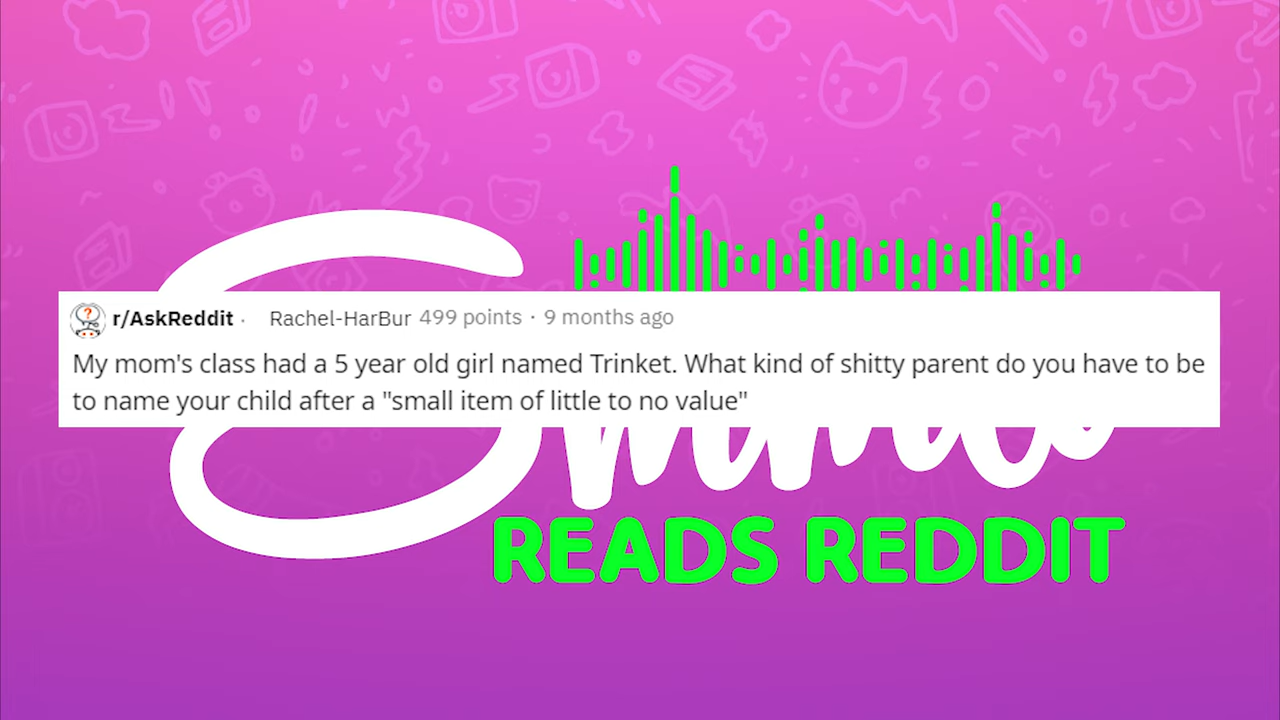 r/AskReddit · Rachel-HarBur 499 points · 9 months ago
My mom's class had a 5 year old girl named Trinket. What kind of shitty parent do you have to be
to name your child after a "small item of little to no value"
READS REDDIT